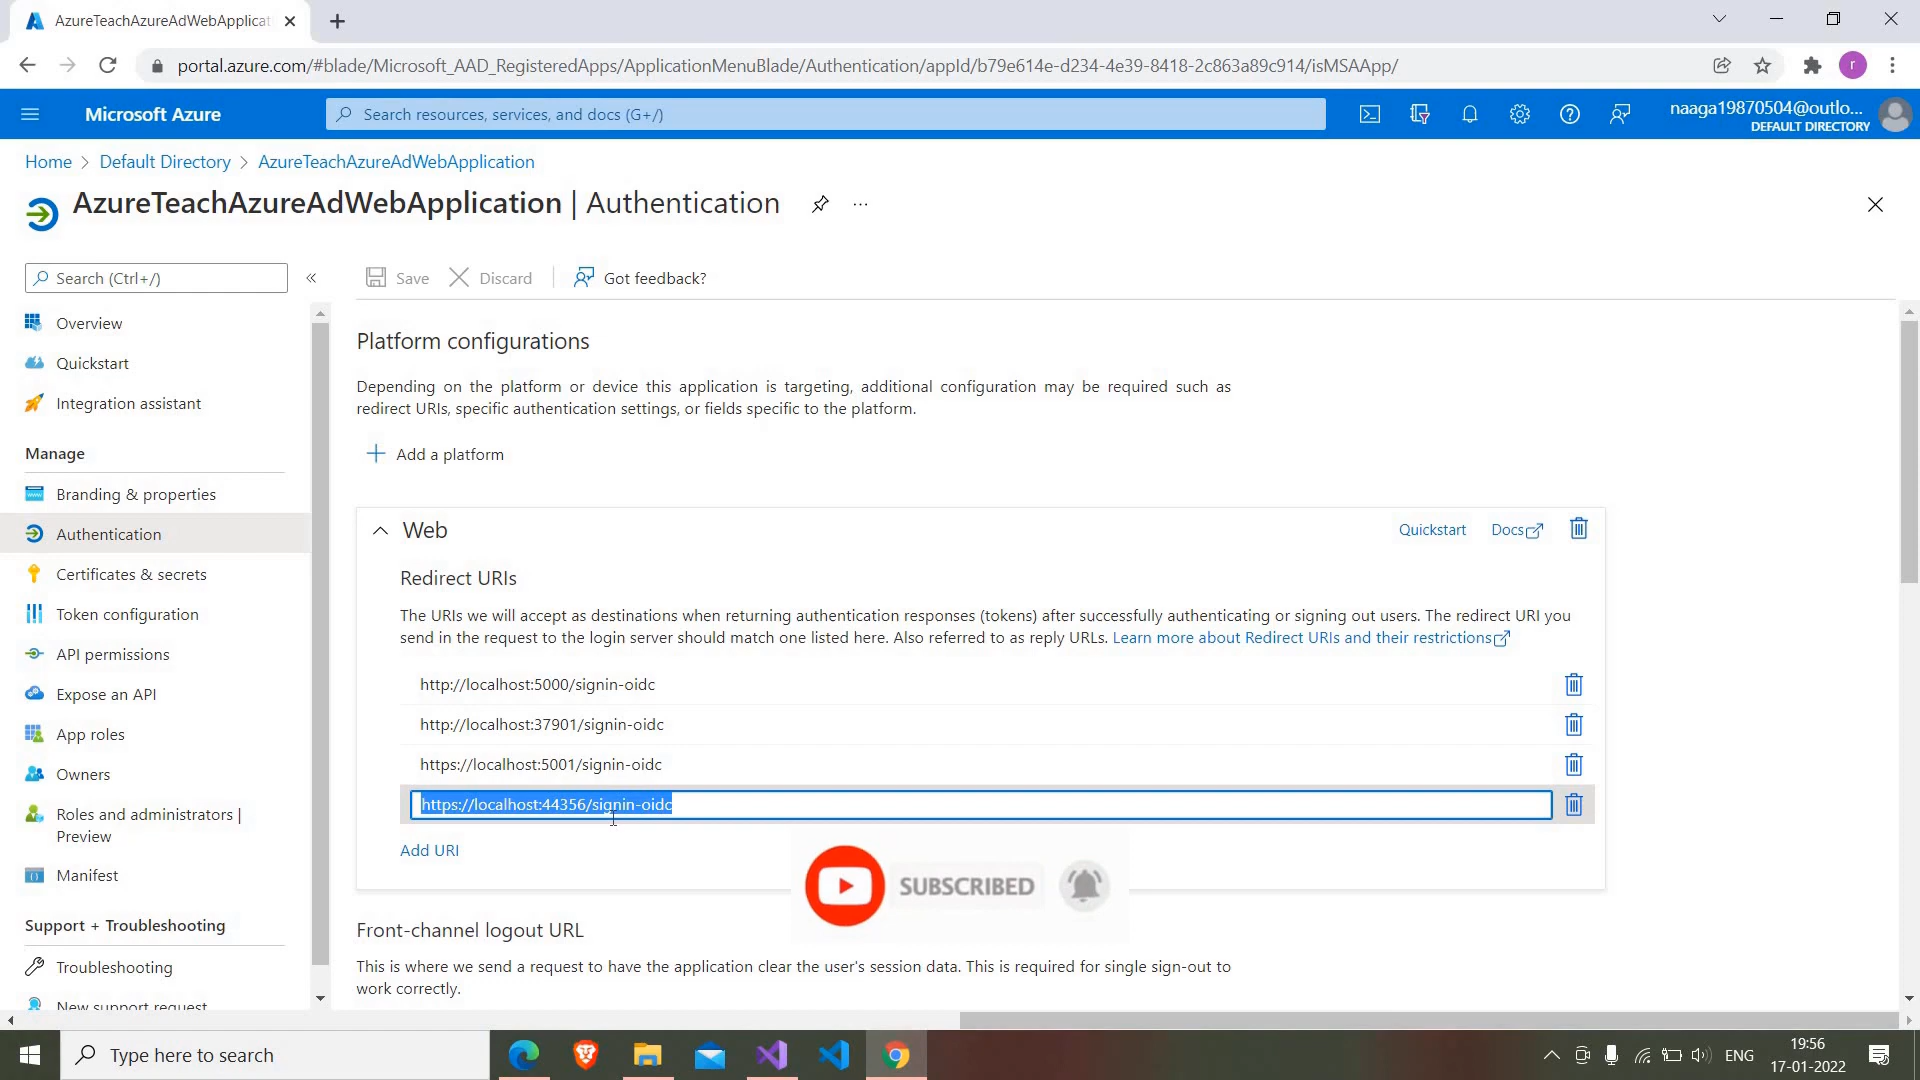 AzureTeachAzureAdWebApplicat
portal.azure.com/#blade/Microsoft_AAD_RegisteredApps/ApplicationMenuBlade/Authentication/appId/b79e614e-d234-4e39-8418-2c863a89c914/isMSAApp/
r
Microsoft Azure
Search resources, services, and docs (G+/)
naaga19870504@outlo...
DEFAULT DIRECTORY
Home > Default Directory > AzureTeachAzureAdWebApplication
AzureTeachAzureAdWebApplication | Authentication
...
Search (Ctrl+/)
«
Save
Discard
Got feedback?
Overview
Quickstart
Integration assistant
Manage
Branding & properties
Authentication
Certificates & secrets
Token configuration
API permissions
Expose an API
App roles
Owners
Roles and administrators |
Preview
Manifest
Support + Troubleshooting
Troubleshooting
New support request
Platform configurations
Depending on the platform or device this application is targeting, additional configuration may be required such as
redirect URIs, specific authentication settings, or fields specific to the platform.
+ Add a platform
Web
Quickstart
Docs
Redirect URIs
The URIs we will accept as destinations when returning authentication responses (tokens) after successfully authenticating or signing out users. The redirect URI you
send in the request to the login server should match one listed here. Also referred to as reply URLs. Learn more about Redirect URIs and their restrictions
http://localhost:5000/signin-oidc
http://localhost:37901/signin-oidc
https://localhost:5001/signin-oidc
https://localhost:44356/signin-oidc
Add URI
SUBSCRIBED
Front-channel logout URL
This is where we send a request to have the application clear the user's session data. This is required for single sign-out to
work correctly.
Type here to search
ENG
19:56
17-01-2022